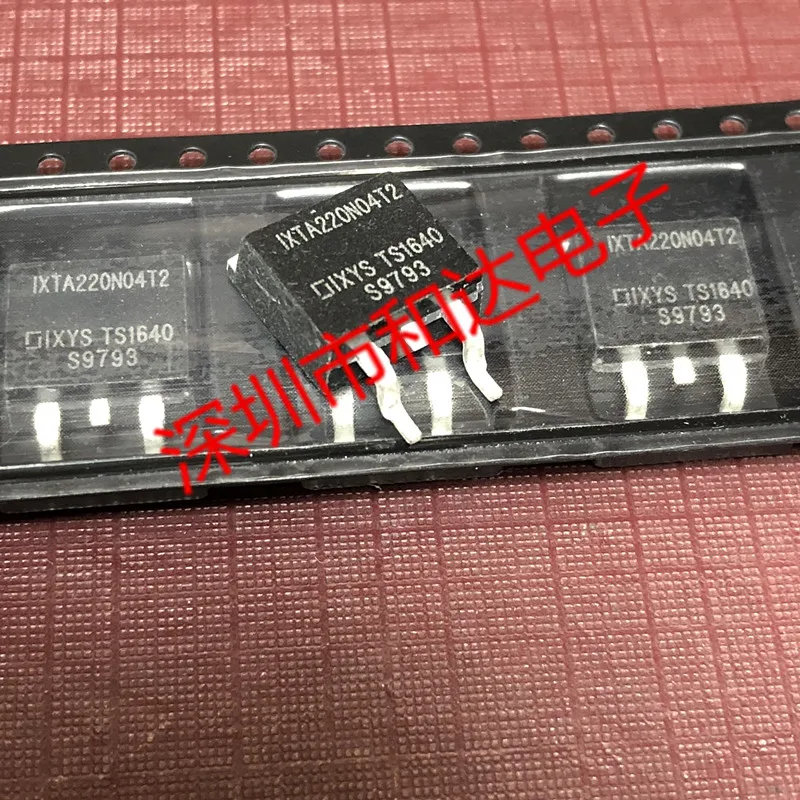 IXTA220N04T2
IXYS TS1640
S9793
IXTA220N04T2
IXYS TS1640
S9793
IXTA220N04T2
IXYS TS1640
S9793
深圳市和达电子